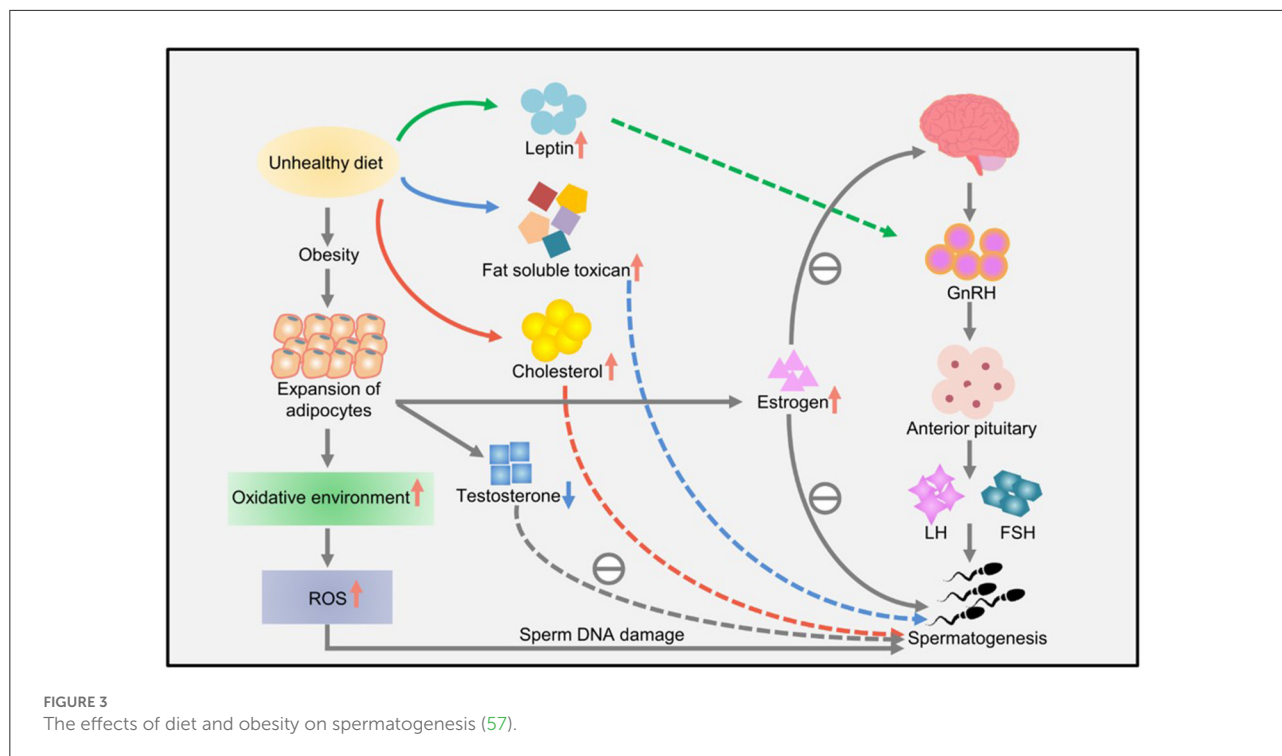 Unhealthy diet
Obesity
Expansion of
adipocytes
Oxidative environment
ROS
Leptin
Fat soluble toxican
Cholesterol
Testosterone
Sperm DNA damage
Estrogen
GnRH
Anterior pituitary
LH
FSH
Spermatogenesis
FIGURE 3
The effects of diet and obesity on spermatogenesis (57).